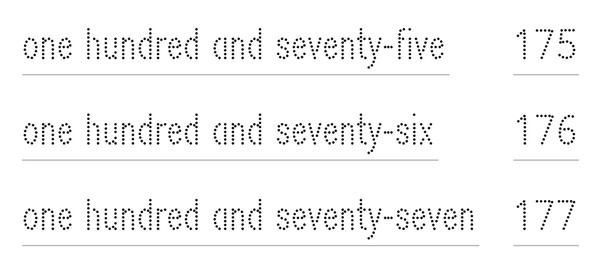 one hundred and seventy-five 175
one hundred and seventy-six 176
one hundred and seventy-seven 177